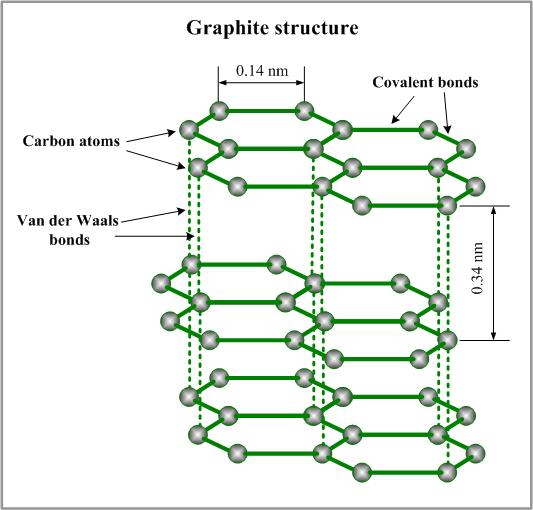 Graphite structure
0.14 nm
Covalent bonds
Carbon atoms
Van der Waals
bonds
0.34 nm